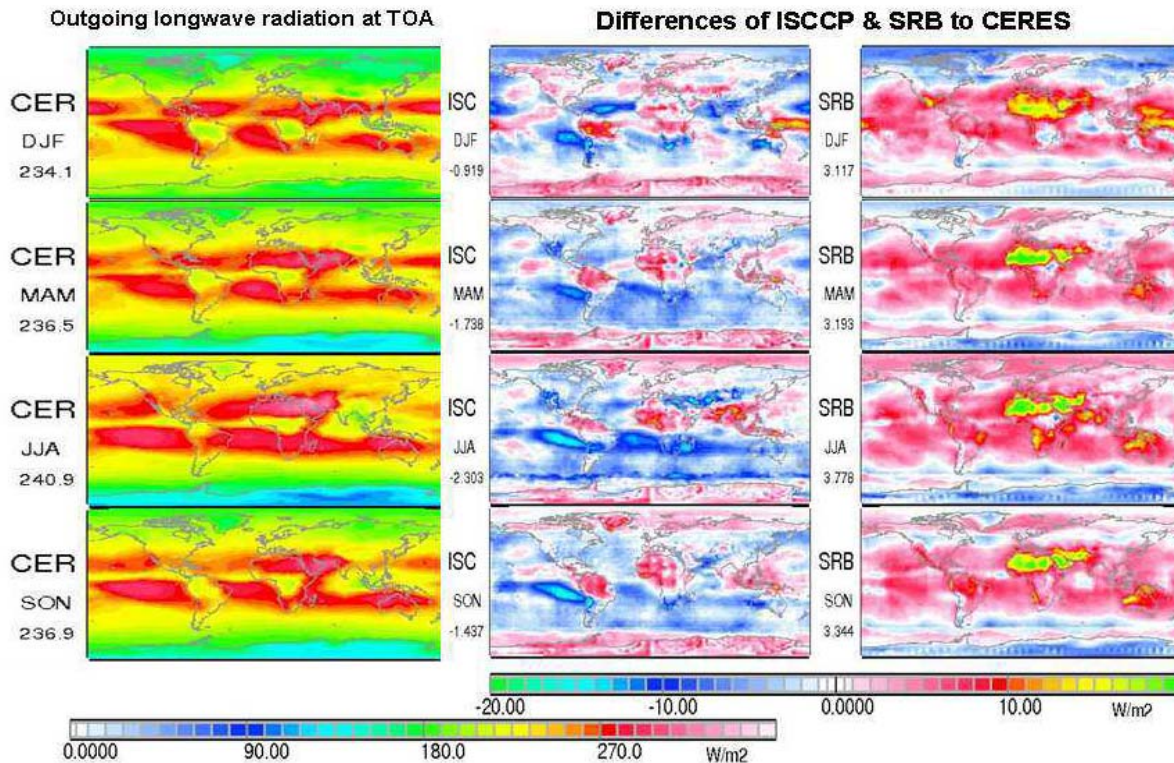 Outgoing longwave radiation at TOA
Differences of ISCCP & SRB to CERES
CER
DJF
234.1
ISC
DJF
-0.919
SRB
DJF
3.117
CER
MAM
236.5
ISC
MAM
-1.738
SRB
MAM
3.193
CER
JJA
240.9
ISC
JJA
-2.303
SRB
JJA
3.778
CER
SON
236.9
ISC
SON
-1.437
SRB
SON
3.344
-20.00 -10.00 0.0000 10.00 W/m2
0.0000 90.00 180.0 270.0 W/m2